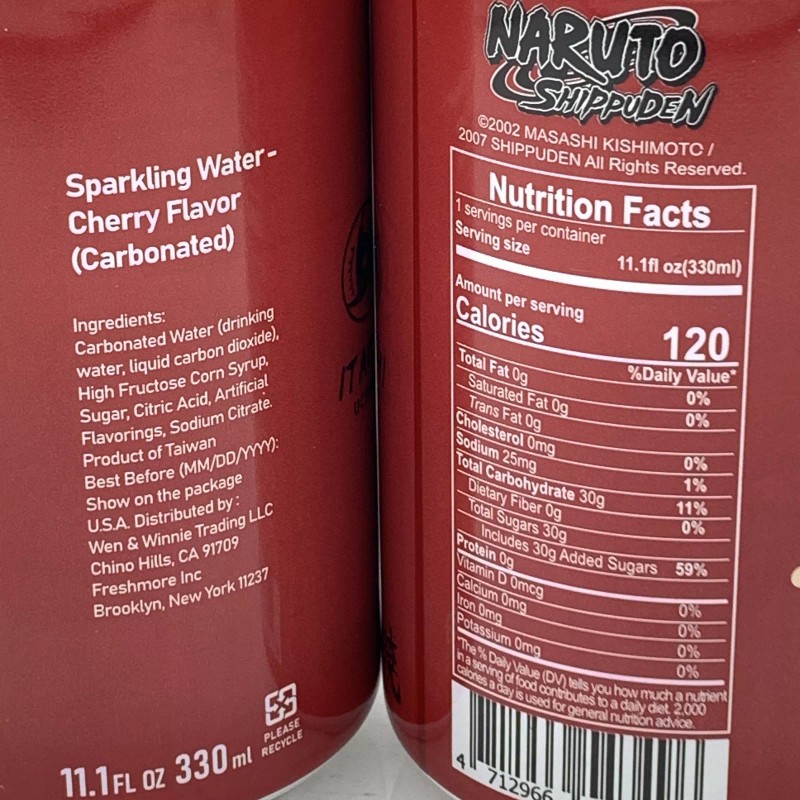 Sparkling Water-
Cherry Flavor
(Carbonated)
Ingredients:
Carbonated Water (drinking
water, liquid carbon dioxide),
High Fructose Corn Syrup,
Sugar, Citric Acid, Artificial
Flavorings, Sodium Citrate.
Product of Taiwan
Best Before (MM/DD/YYYY):
Show on the package
U.S.A. Distributed by :
Wen & Winnie Trading LLC
Chino Hills, CA 91709
Freshmore Inc
Brooklyn, New York 11237
PLEASE
RECYCLE
11.1 FL OZ 330 ml
NARUTO
SHIPPUDEN
©2002 MASASHI KISHIMOTO /
2007 SHIPPUDEN All Rights Reserved.
Nutrition Facts
1 servings per container
Serving size 11.1fl oz(330ml)
Amount per serving
Calories 120
%Daily Value*
Total Fat 0g 0%
Saturated Fat 0g 0%
Trans Fat 0g
Cholesterol 0mg 0%
Sodium 25mg 1%
Total Carbohydrate 30g 11%
Dietary Fiber 0g 0%
Total Sugars 30g
Includes 30g Added Sugars 59%
Protein 0g
Vitamin D 0mcg 0%
Calcium 0mg 0%
Iron 0mg 0%
Potassium 0mg 0%
*The % Daily Value (DV) tells you how much a nutrient
in a serving of food contributes to a daily diet. 2,000
calories a day is used for general nutrition advice.
4 712966